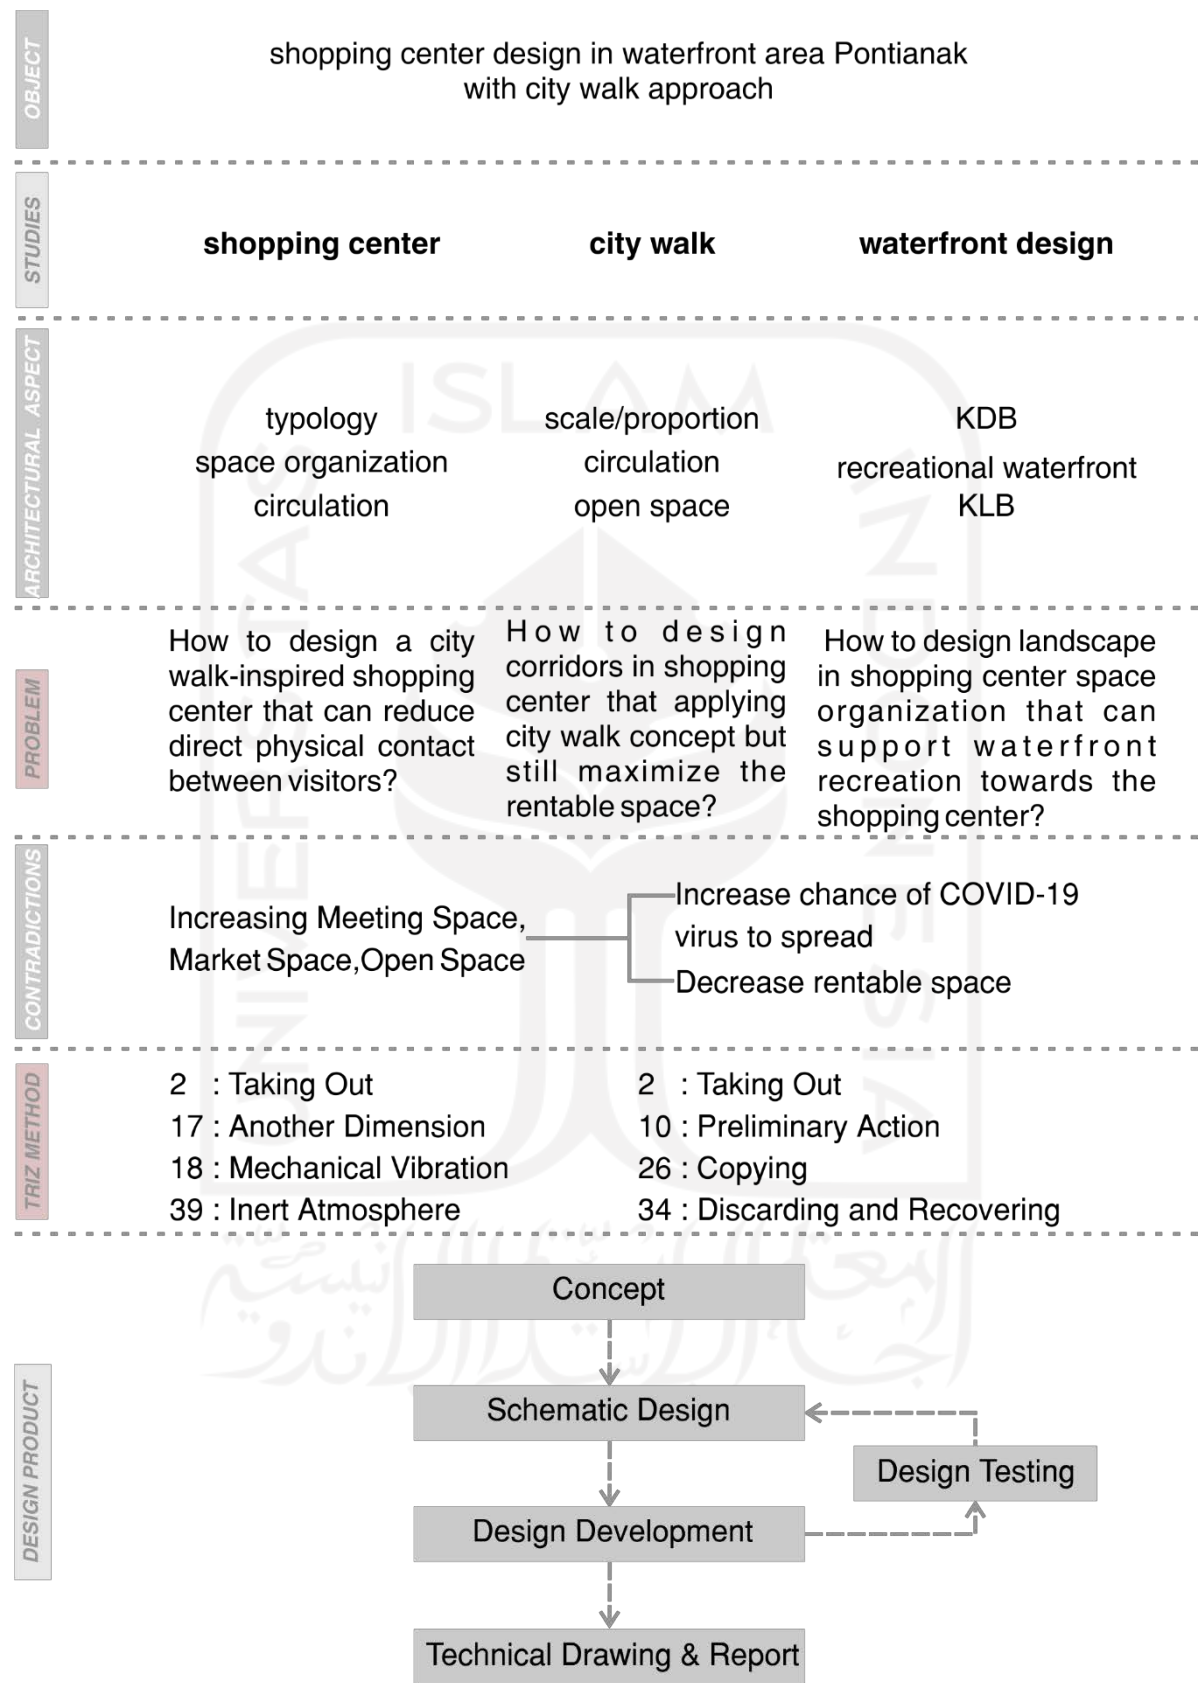 OBJECT
shopping center design in waterfront area Pontianak
with city walk approach
STUDIES
shopping center
city walk
waterfront design
ARCHITECTURAL ASPECT
typology
space organization
circulation
scale/proportion
circulation
open space
KDB
recreational waterfront
KLB
PROBLEM
How to design a city
walk-inspired shopping
center that can reduce
direct physical contact
between visitors?
How to design
corridors in shopping
center that applying
city walk concept but
still maximize the
rentable space?
How to design landscape
in shopping center space
organization that can
support waterfront
recreation towards the
shopping center?
CONTRADICTIONS
Increasing Meeting Space,
Market Space,Open Space
Increase chance of COVID-19
virus to spread
Decrease rentable space
TRIZ METHOD
2 : Taking Out
17 : Another Dimension
18 : Mechanical Vibration
39 : Inert Atmosphere
2 : Taking Out
10 : Preliminary Action
26 : Copying
34 : Discarding and Recovering
DESIGN PRODUCT
Concept
Schematic Design
Design Testing
Design Development
Technical Drawing & Report
UNIVERSITAS
ISLAM
INDONESIA